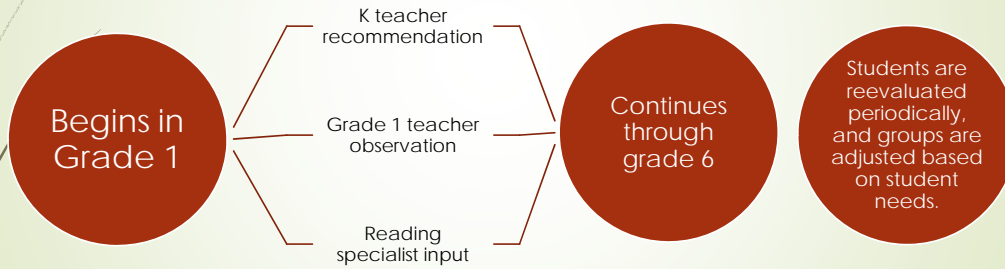 Begins in
Grade 1
K teacher
recommendation
Grade 1 teacher
observation
Reading
specialist input
Continues
through
grade 6
Students are
reevaluated
periodically,
and groups are
adjusted based
on student
needs.